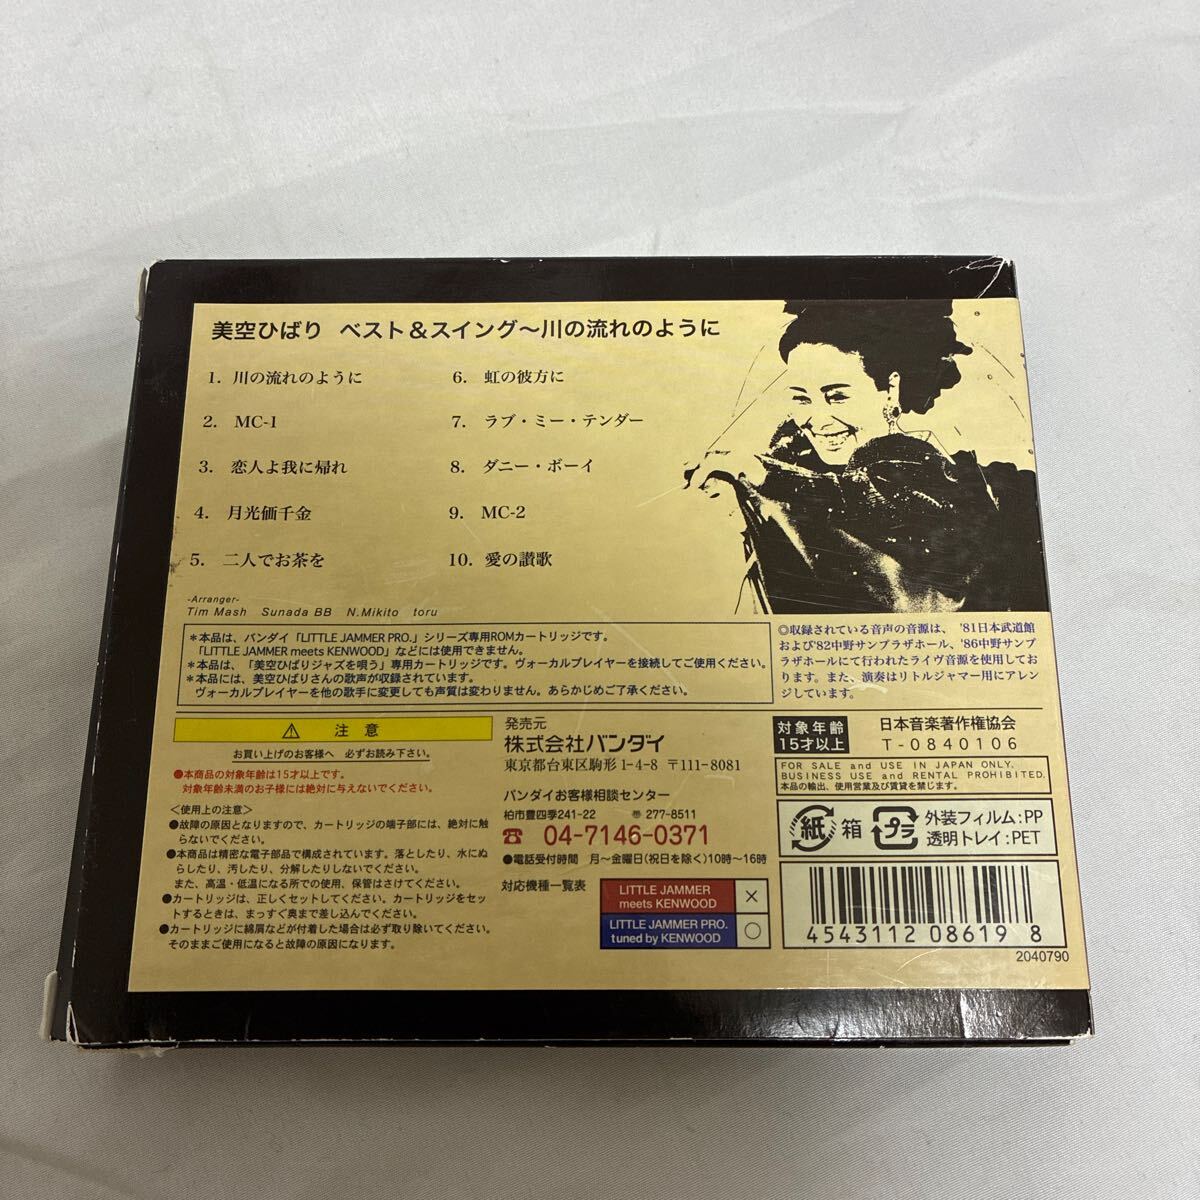 美空ひばり ベスト＆スイング～川の流れのように
1. 川の流れのように
2. MC-1
3. 恋人よ我に帰れ
4. 月光価千金
5. 二人でお茶を
6. 虹の彼方に
7. ラブ・ミー・テンダー
8. ダニー・ボーイ
9. MC-2
10. 愛の讃歌
-Arranger-
Tim Mash Sunada BB N.Mikito toru
＊本品は、バンダイ「LITTLE JAMMER PRO.」シリーズ専用ROMカートリッジです。
「LITTLE JAMMER meets KENWOOD」などには使用できません。
＊本品は、「美空ひばりジャズを唄う」専用カートリッジです。ヴォーカルプレイヤーを接続してご使用ください。
＊本品には、美空ひばりさんの歌声が収録されています。
ヴォーカルプレイヤーを他の歌手に変更しても声質は変わりません。あらかじめご了承ください。
◎収録されている音声の音源は、'81日本武道館
および'82中野サンプラザホール、'86中野サンプ
ラザホールにて行われたライヴ音源を使用してお
ります。また、演奏はリトルジャマー用にアレン
ジしています。
⚠ 注意
お買い上げのお客様へ 必ずお読み下さい。
●本商品の対象年齢は15才以上です。
対象年齢未満のお子様には絶対に与えないでください。
＜使用上の注意＞
●故障の原因となりますので、カートリッジの端子部には、絶対に触
らないでください。
●本商品は精密な電子部品で構成されています。落としたり、水にぬ
らしたり、汚したり、分解したりしないでください。
また、高温・低温になる所での使用、保管はさけてください。
●カートリッジは、正しくセットしてください。カートリッジをセッ
トするときは、まっすぐ奥まで差し込んでください。
●カートリッジに綿屑などが付着した場合は必ず取り除いてください。
そのままご使用になると故障の原因になります。
発売元
株式会社バンダイ
東京都台東区駒形1-4-8 〒111-8081
バンダイお客様相談センター
柏市豊四季241-22 〠277-8511
☎ 04-7146-0371
●電話受付時間 月～金曜日(祝日を除く)10時～16時
対応機種一覧表
LITTLE JAMMER
meets KENWOOD ×
LITTLE JAMMER PRO.
tuned by KENWOOD ○
対象年齢
15才以上
日本音楽著作権協会
T-0840106
FOR SALE and USE IN JAPAN ONLY.
BUSINESS USE and RENTAL PROHIBITED.
本品の輸出、使用営業及び賃貸を禁じます。
紙 箱
プラ 外装フィルム:PP
透明トレイ:PET
4543112 08619 8
2040790